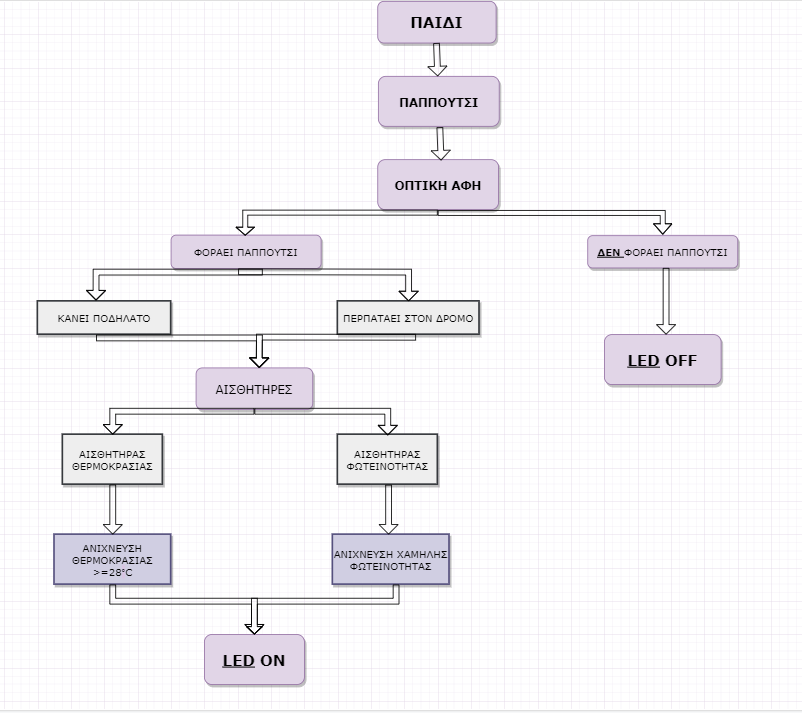 ΠΑΙΔΙ
ΠΑΠΠΟΥΤΣΙ
ΟΠΤΙΚΗ ΑΦΗ
ΦΟΡΑΕΙ ΠΑΠΠΟΥΤΣΙ
ΔΕΝ ΦΟΡΑΕΙ ΠΑΠΠΟΥΤΣΙ
ΚΑΝΕΙ ΠΟΔΗΛΑΤΟ
ΠΕΡΠΑΤΑΕΙ ΣΤΟΝ ΔΡΟΜΟ
LED OFF
ΑΙΣΘΗΤΗΡΕΣ
ΑΙΣΘΗΤΗΡΑΣ
ΘΕΡΜΟΚΡΑΣΙΑΣ
ΑΙΣΘΗΤΗΡΑΣ
ΦΩΤΕΙΝΟΤΗΤΑΣ
ΑΝΙΧΝΕΥΣΗ
ΘΕΡΜΟΚΡΑΣΙΑΣ
>=28°C
ΑΝΙΧΝΕΥΣΗ ΧΑΜΗΛΗΣ
ΦΩΤΕΙΝΟΤΗΤΑΣ
LED ON